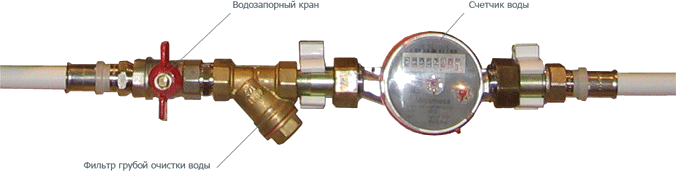 Водозапорный кран
Счетчик воды
Фильтр грубой очистки воды